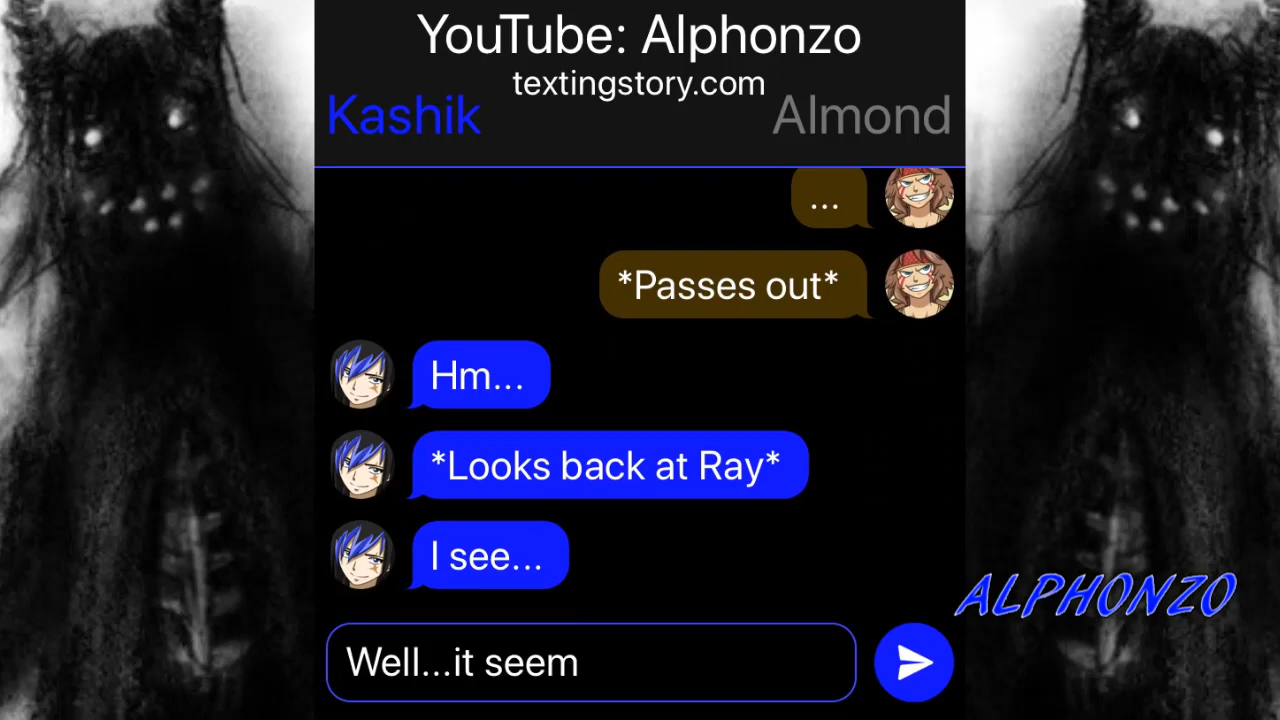 YouTube: Alphonzo
textingstory.com
Kashik
Almond
...
*Passes out*
Hm...
*Looks back at Ray*
I see...
ALPHONZO
Well...it seem